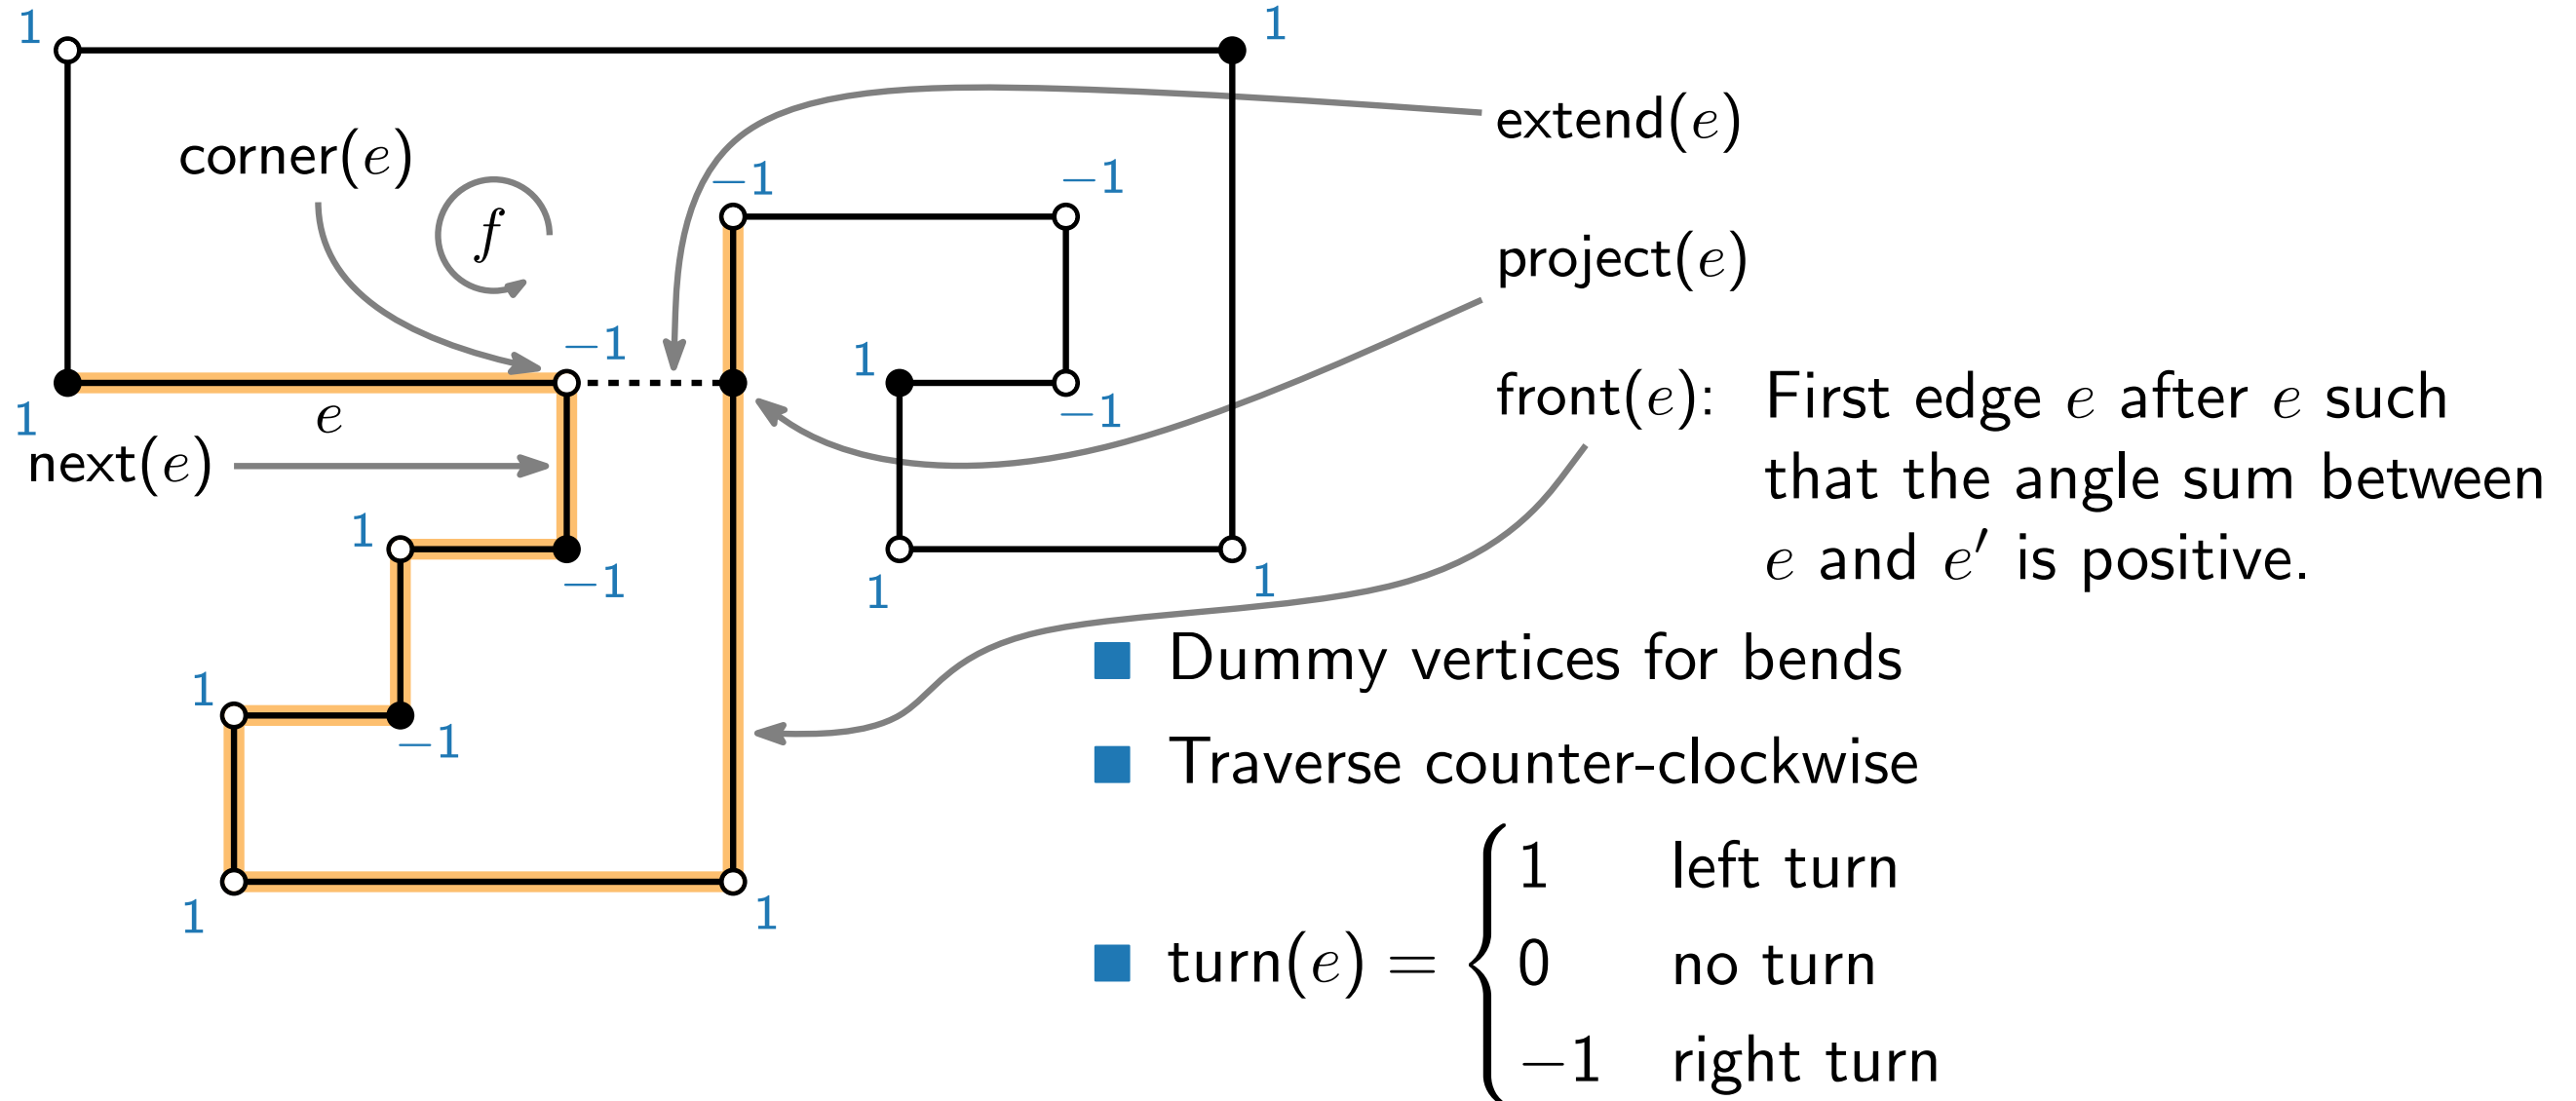 1
1
corner(e)
f
extend(e)
−1
−1
project(e)
−1
1
1
e
−1
front(e): First edge e after e such
that the angle sum between
e and e′ is positive.
next(e)
1
−1
1
1
Dummy vertices for bends
1
−1
Traverse counter-clockwise
1
1
turn(e) = { 1 left turn
0 no turn
−1 right turn